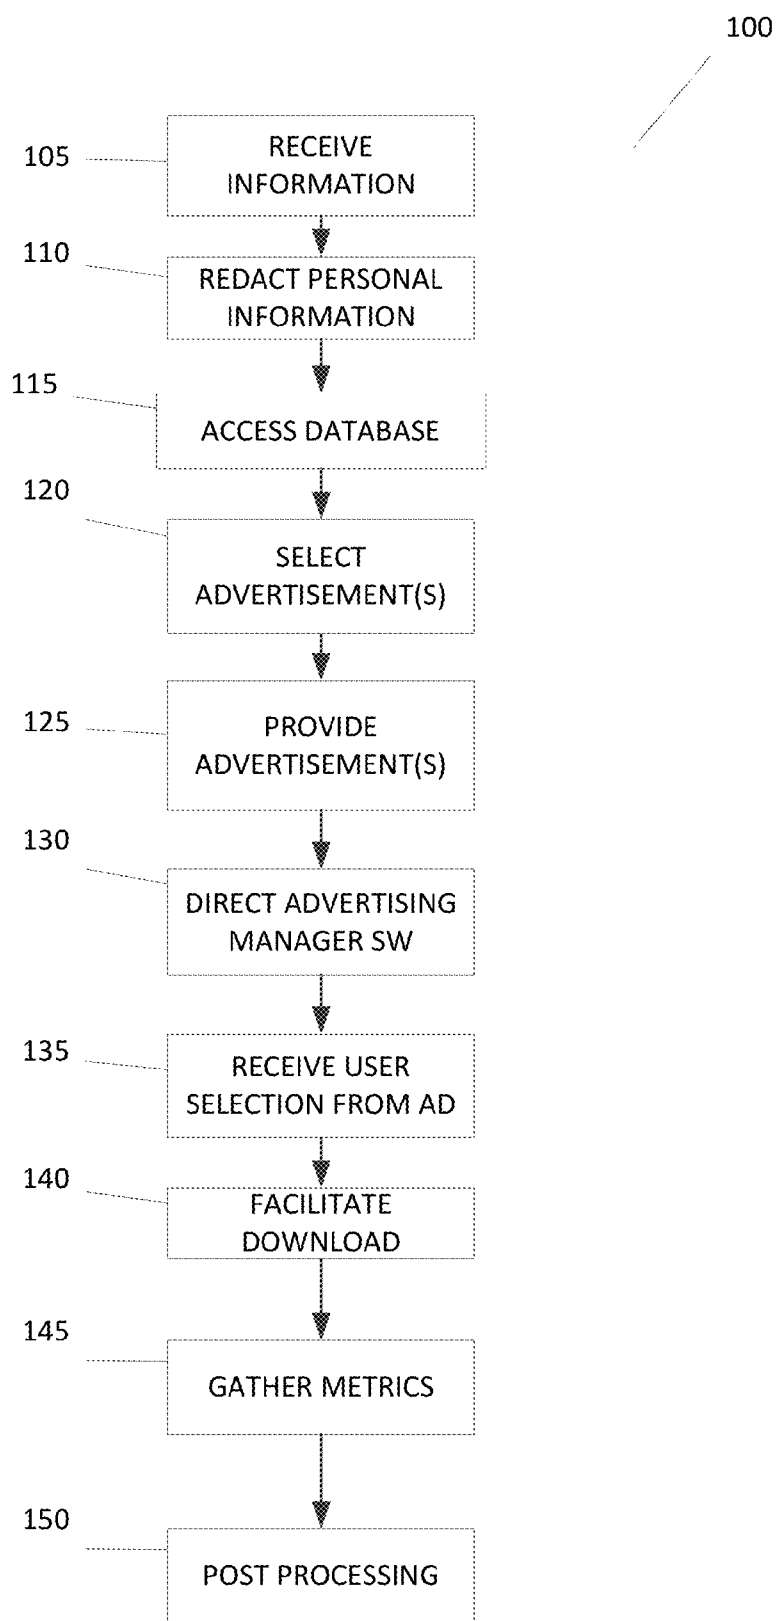 100
105
RECEIVE
INFORMATION
110
REDACT PERSONAL
INFORMATION
115
ACCESS DATABASE
120
SELECT
ADVERTISEMENT(S)
125
PROVIDE
ADVERTISEMENT(S)
130
DIRECT ADVERTISING
MANAGER SW
135
RECEIVE USER
SELECTION FROM AD
140
FACILITATE
DOWNLOAD
145
GATHER METRICS
150
POST PROCESSING